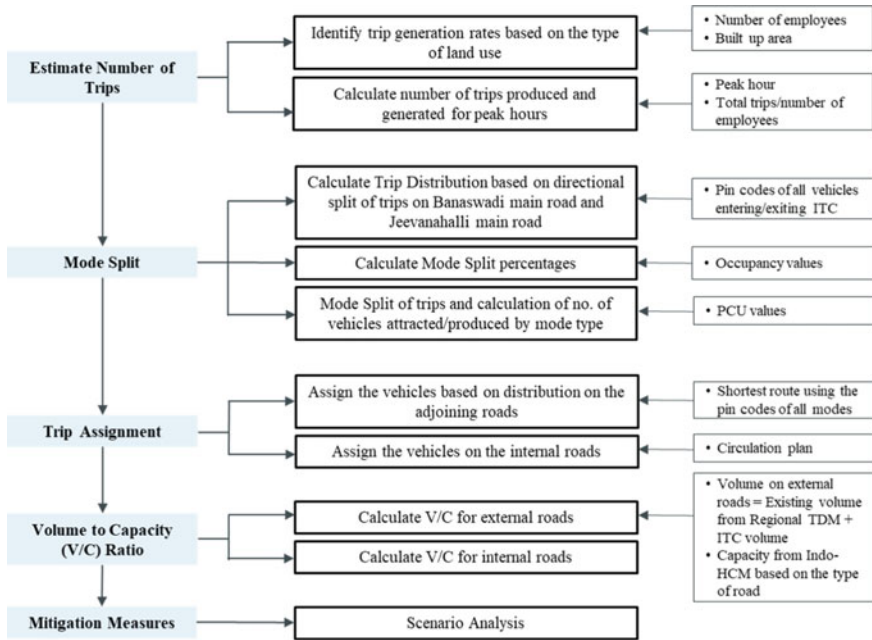 Estimate Number of
Trips
Identify trip generation rates based on the type
of land use
• Number of employees
• Built up area
Calculate number of trips produced and
generated for peak hours
• Peak hour
• Total trips/number of
employees
Mode Split
Calculate Trip Distribution based on directional
split of trips on Banaswadi main road and
Jeevanahalli main road
• Pin codes of all vehicles
entering/exiting ITC
Calculate Mode Split percentages
• Occupancy values
Mode Split of trips and calculation of no. of
vehicles attracted/produced by mode type
• PCU values
Trip Assignment
Assign the vehicles based on distribution on the
adjoining roads
• Shortest route using the
pin codes of all modes
Assign the vehicles on the internal roads
• Circulation plan
Volume to Capacity
(V/C) Ratio
Calculate V/C for external roads
• Volume on external
roads = Existing volume
from Regional TDM +
ITC volume
• Capacity from Indo-
HCM based on the type
of road
Calculate V/C for internal roads
Mitigation Measures
Scenario Analysis